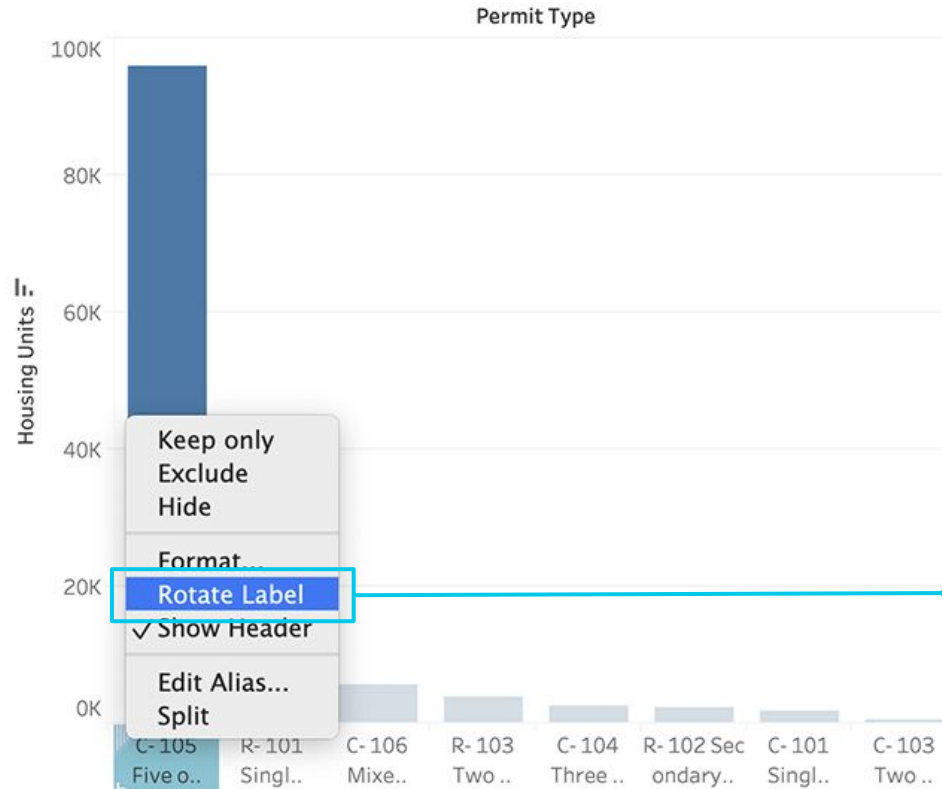 Permit Type
100K
80K
60K
40K
20K
0K
Housing Units
Keep only
Exclude
Hide
Format...
Rotate Label
✓ Show Header
Edit Alias...
Split
C- 105 R- 101 C- 106 R- 103 C- 104 R- 102 Sec C- 101 C- 103
Five o.. Singl.. Mixe.. Two .. Three .. ondary.. Singl.. Two ..